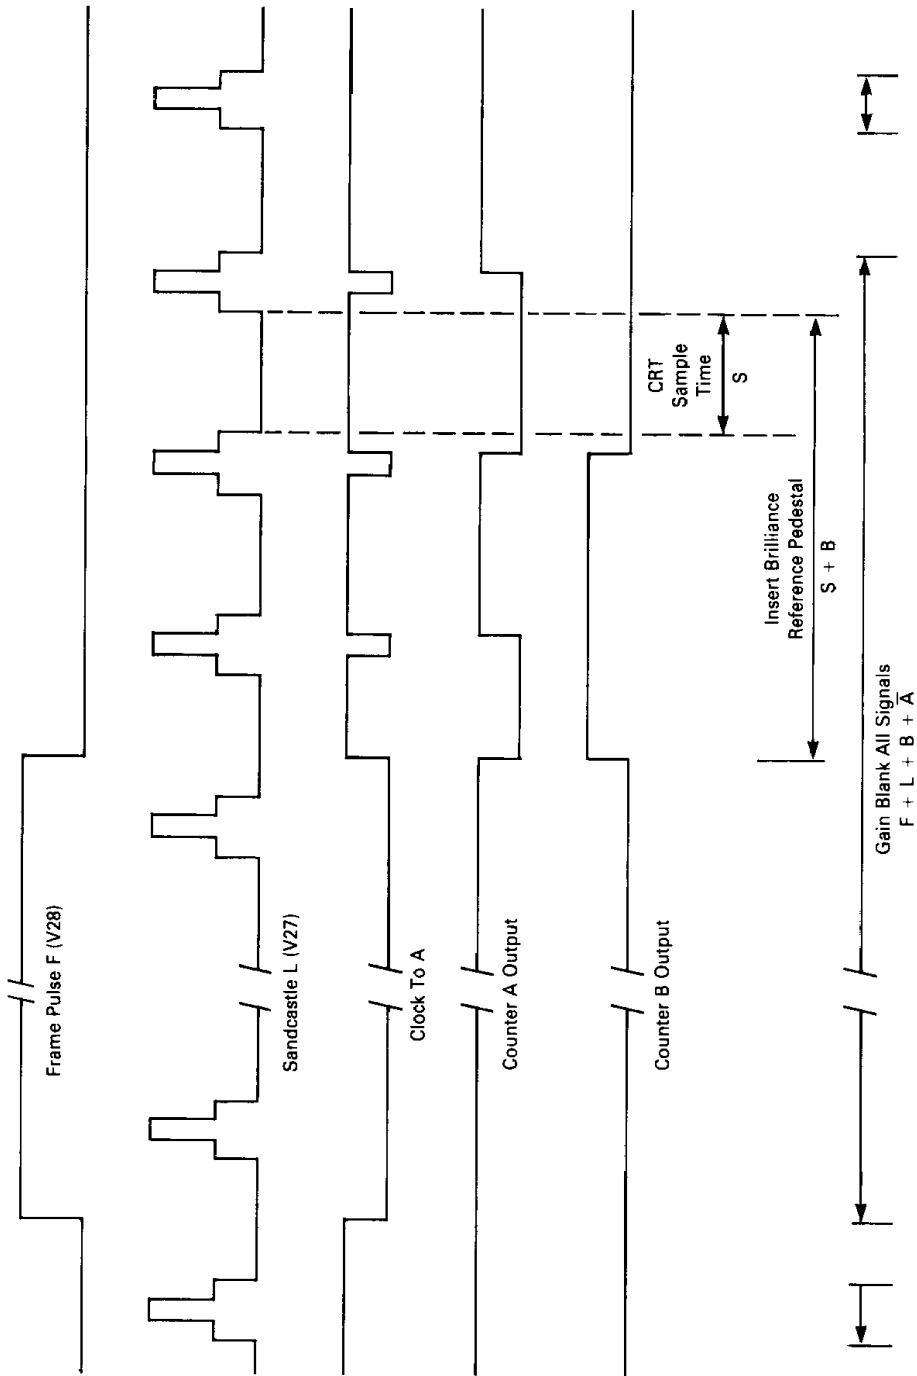 Frame Pulse F (V28)
Sandcastle L (V27)
Clock To A
Counter A Output
Counter B Output
CRT
Sample
Time
S
Insert Brilliance
Reference Pedestal
S + B
Gain Blank All Signals
F + L + B + A̅